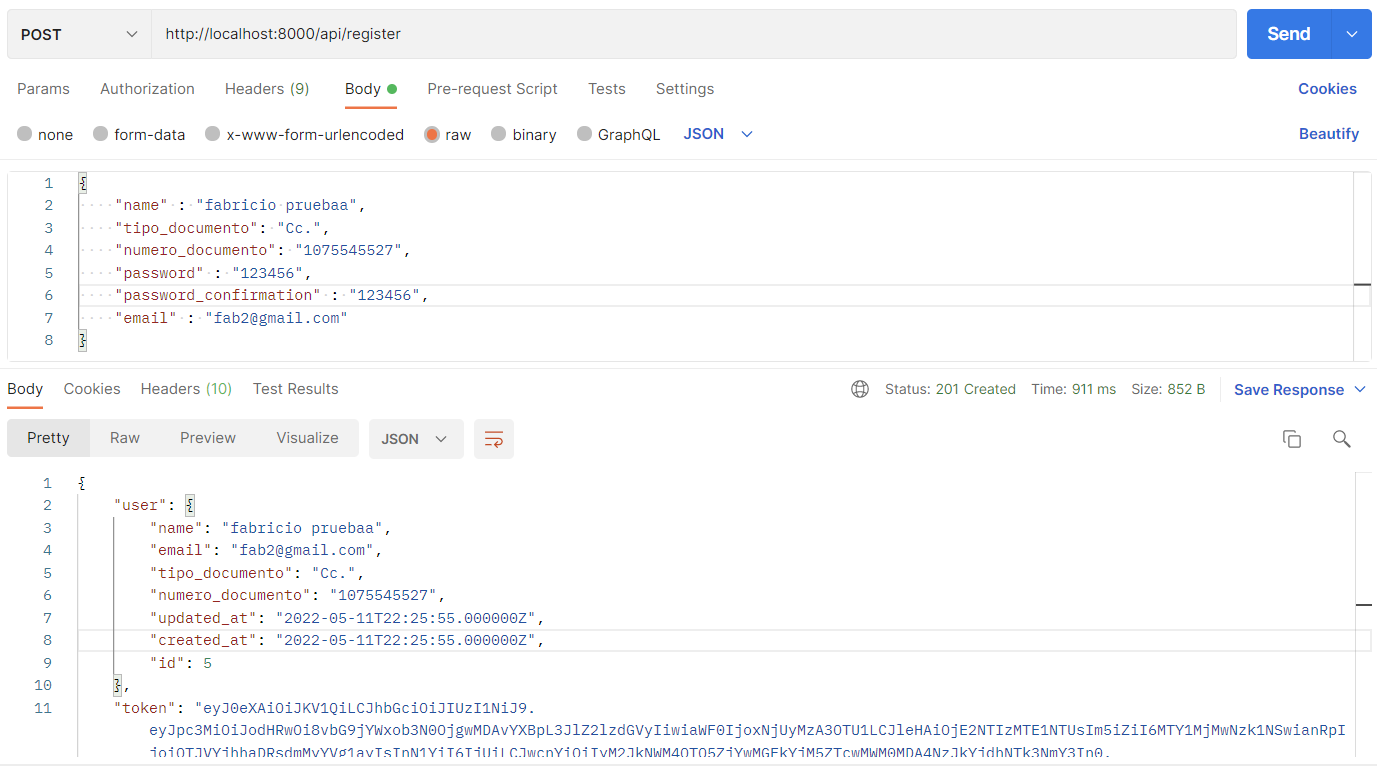 POST http://localhost:8000/api/register Send
Params Authorization Headers (9) Body Pre-request Script Tests Settings Cookies
none form-data x-www-form-urlencoded raw binary GraphQL JSON Beautify
1 {
2 "name" : "fabricio pruebaa",
3 "tipo_documento": "Cc.",
4 "numero_documento": "1075545527",
5 "password" : "123456",
6 "password_confirmation" : "123456",
7 "email" : "fab2@gmail.com"
8 }
Body Cookies Headers (10) Test Results Status: 201 Created Time: 911 ms Size: 852 B Save Response
Pretty Raw Preview Visualize JSON
1 {
2 "user": {
3 "name": "fabricio pruebaa",
4 "email": "fab2@gmail.com",
5 "tipo_documento": "Cc.",
6 "numero_documento": "1075545527",
7 "updated_at": "2022-05-11T22:25:55.000000Z",
8 "created_at": "2022-05-11T22:25:55.000000Z",
9 "id": 5
10 },
11 "token": "eyJ0eXAiOiJKV1QiLCJhbGciOiJIUzI1NiJ9.
eyJpc3MiOiJodHRwOi8vbG9jYWxob3N0OjgwMDAvYXBpL3JlZ2lzdGVyIiwiaWF0IjoxNjUyMzA3OTU1LCJleHAiOjE2NTIzMTE1NTUsIm5iZiI6MTY1MjMwNzk1NSwianRpI